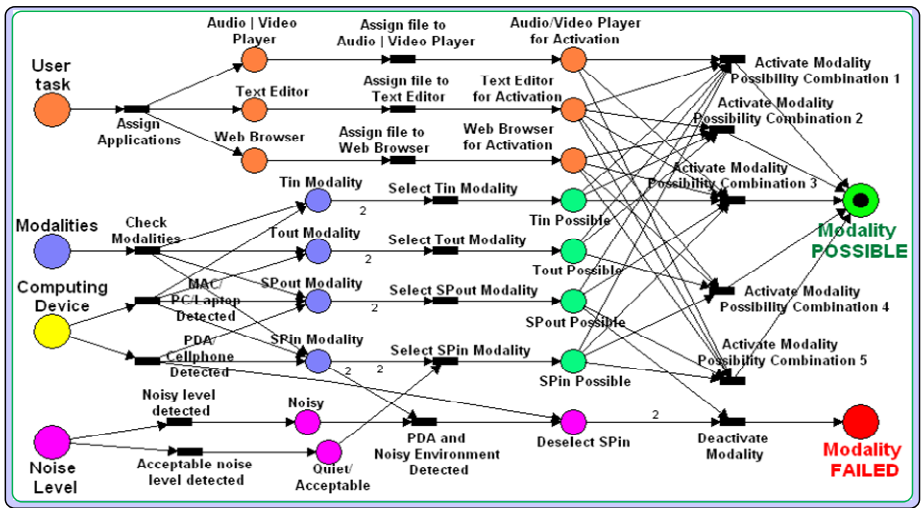 Audio | Video
Player
Assign file to
Audio | Video Player
Audio/Video Player
for Activation
User
task
Activate Modality
Possibility Combination 1
Text Editor
Assign file to
Text Editor
Text Editor
for Activation
Assign
Applications
Activate Modality
Possibility Combination 2
Web Browser
Assign file to
Web Browser
Web Browser
for Activation
Activate Modality
Possibility Combination 3
Tin Modality
2
Select Tin Modality
Tin Possible
Modality
POSSIBLE
Modalities
Check
Modalities
Tout Modality
2
Select Tout Modality
Tout Possible
Computing
Device
MAC/
PC/Laptop
Detected
SPout Modality
2
Select SPout Modality
SPout Possible
Activate Modality
Possibility Combination 4
PDA/
Cellphone
Detected
SPin Modality
2
2
Select SPin Modality
SPin Possible
Activate Modality
Possibility Combination 5
Noisy level
detected
Noisy
PDA and
Noisy Environment
Detected
Deselect SPin
2
Deactivate
Modality
Modality
FAILED
Noise
Level
Acceptable noise
level detected
Quiet/
Acceptable